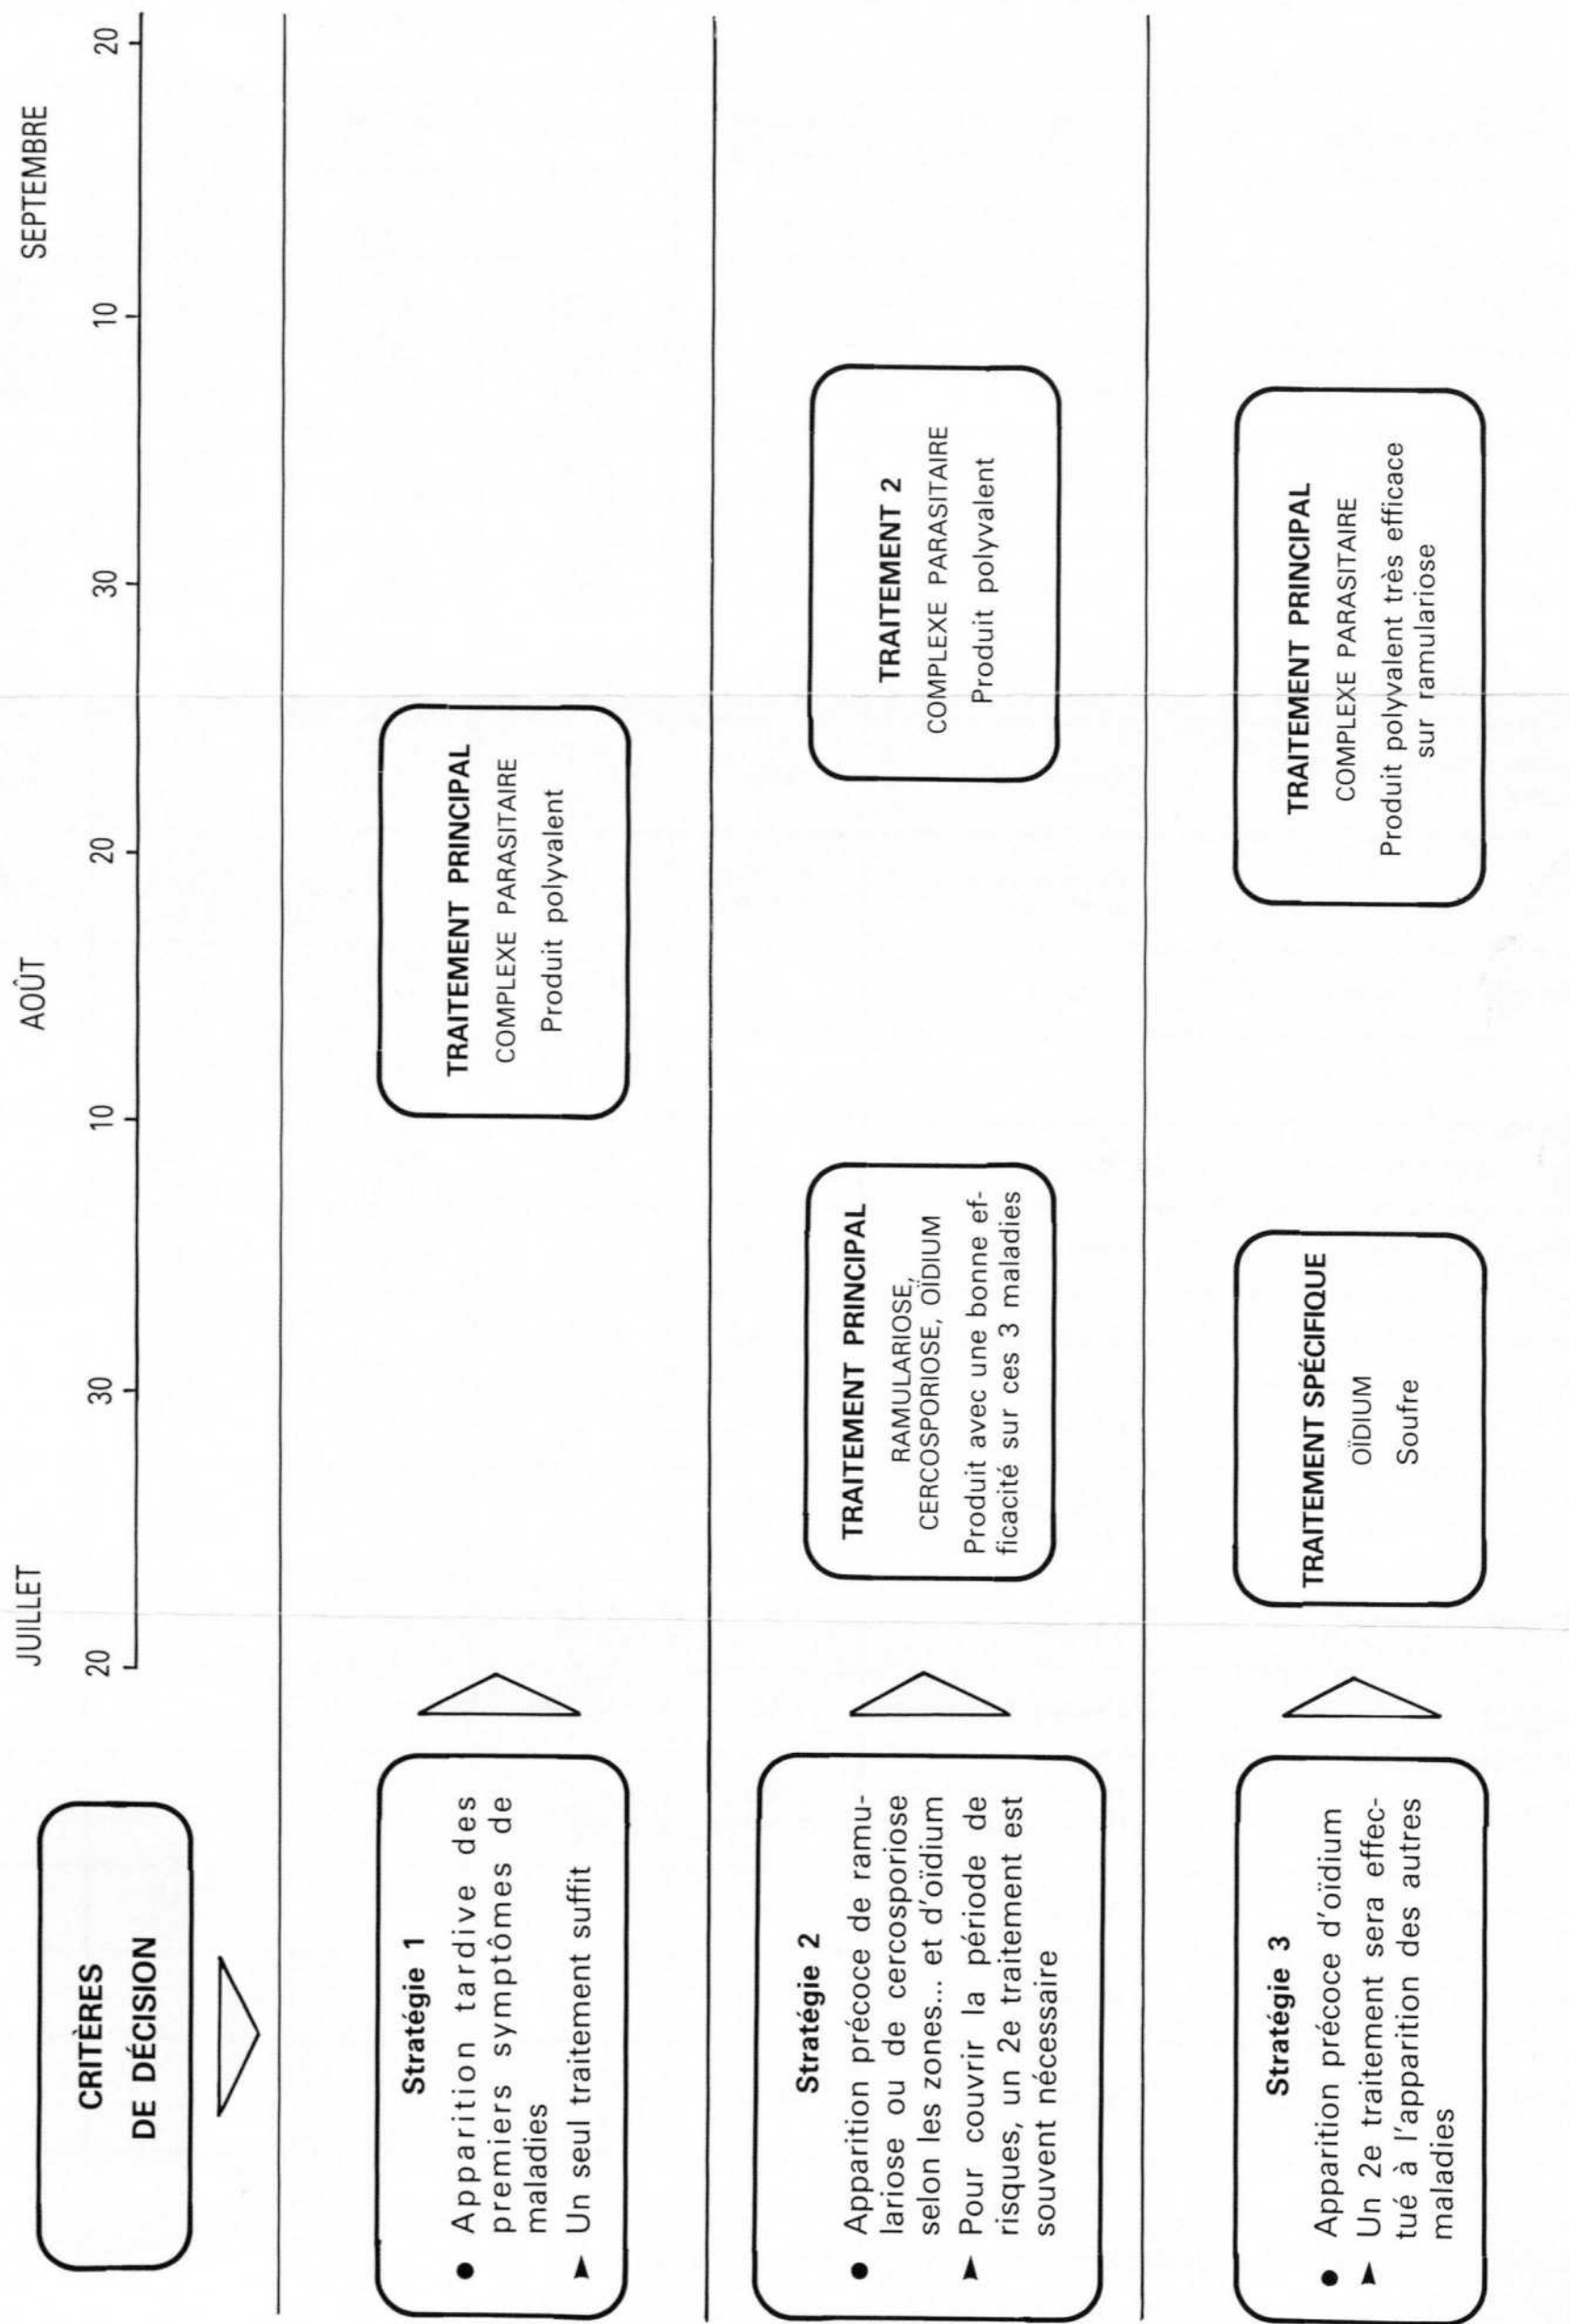 JUILLET
AOÛT
SEPTEMBRE
20
30
10
20
30
10
20
CRITÈRES
DE DÉCISION
Stratégie 1
● Apparition tardive des
premiers symptômes de
maladies
► Un seul traitement suffit
TRAITEMENT PRINCIPAL
COMPLEXE PARASITAIRE
Produit polyvalent
Stratégie 2
● Apparition précoce de ramu-
lariose ou de cercosporiose
selon les zones... et d'oïdium
► Pour couvrir la période de
risques, un 2e traitement est
souvent nécessaire
TRAITEMENT PRINCIPAL
RAMULARIOSE,
CERCOSPORIOSE, OÏDIUM
Produit avec une bonne ef-
ficacité sur ces 3 maladies
TRAITEMENT 2
COMPLEXE PARASITAIRE
Produit polyvalent
Stratégie 3
● Apparition précoce d'oïdium
► Un 2e traitement sera effec-
tué à l'apparition des autres
maladies
TRAITEMENT SPÉCIFIQUE
OÏDIUM
Soufre
TRAITEMENT PRINCIPAL
COMPLEXE PARASITAIRE
Produit polyvalent très efficace
sur ramulariose